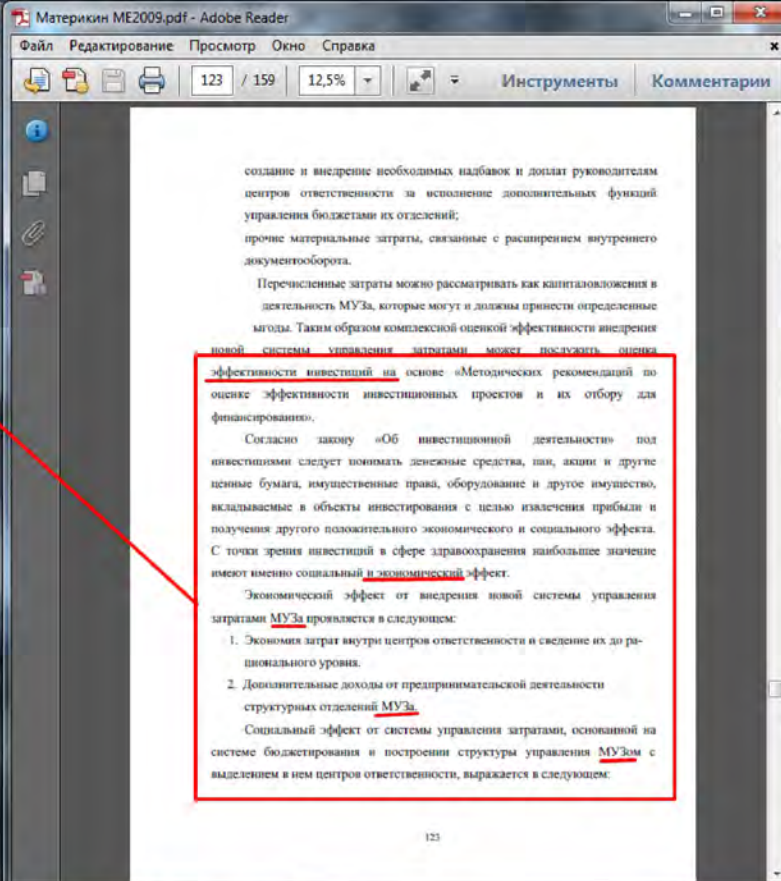 Материкин МЕ2009.pdf - Adobe Reader
Файл Редактирование Просмотр Окно Справка
123 / 159 12,5% Инструменты Комментарии
создание и внедрение необходимых надбавок и доплат руководителям
центров ответственности за исполнение дополнительных функций
управления бюджетами их отделений;
прочие материальные затраты, связанные с расширением внутреннего
документооборота.
Перечисленные затраты можно рассматривать как капиталовложения в
деятельность МУЗа, которые могут и должны принести определенные
ыгоды. Таким образом комплексной оценкой эффективности внедрения
новой системы управления затратами может послужить оценка
эффективности инвестиций на основе «Методических рекомендаций по
оценке эффективности инвестиционных проектов и их отбору для
финансирования».
Согласно закону «Об инвестиционной деятельности» под
инвестициями следует понимать денежные средства, паи, акции и другие
ценные бумага, имущественные права, оборудование и другое имущество,
вкладываемые в объекты инвестирования с целью извлечения прибыли и
получения другого положительного экономического и социального эффекта.
С точки зрения инвестиций в сфере здравоохранения наибольшее значение
имеют именно социальный и экономический эффект.
Экономический эффект от внедрения новой системы управления
затратами МУЗа проявляется в следующем:
1. Экономия затрат внутри центров ответственности и сведение их до ра-
ционального уровня.
2. Дополнительные доходы от предпринимательской деятельности
структурных отделений МУЗа.
Социальный эффект от системы управления затратами, основанной на
системе бюджетирования и построении структуры управления МУЗом с
выделением в нем центров ответственности, выражается в следующем:
123